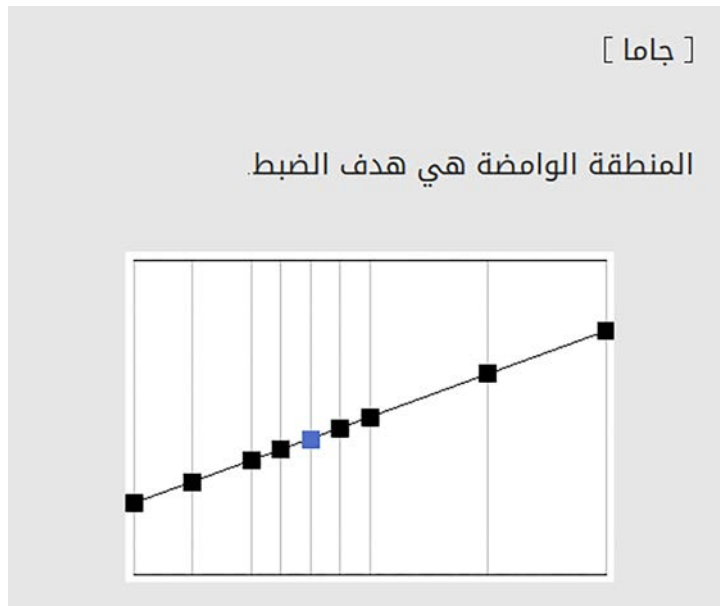 [ جاما ]
المنطقة الوامضة هي هدف الضبط.